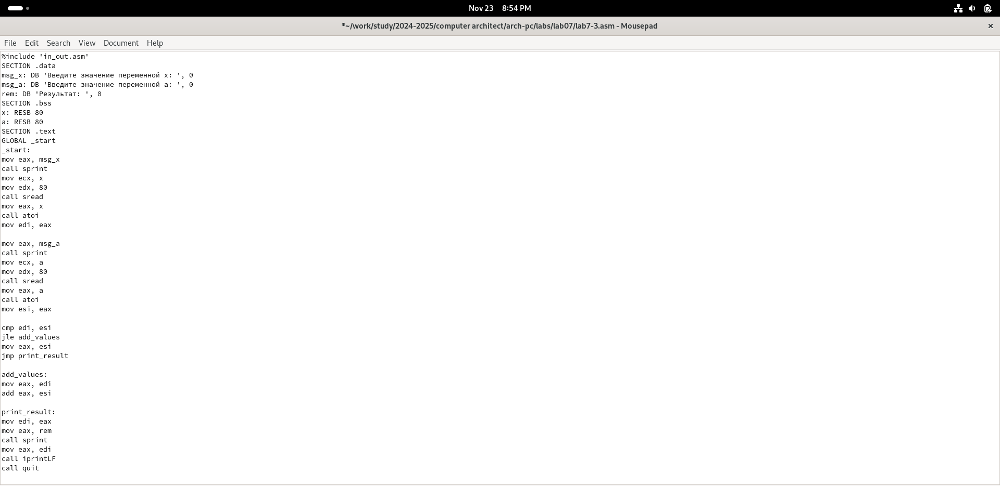 Nov 23 8:54 PM
*~/work/study/2024-2025/computer architect/arch-pc/labs/lab07/lab7-3.asm - Mousepad
File Edit Search View Document Help
%include 'in_out.asm'
SECTION .data
msg_x: DB 'Введите значение переменной x: ', 0
msg_a: DB 'Введите значение переменной a: ', 0
rem: DB 'Результат: ', 0
SECTION .bss
x: RESB 80
a: RESB 80
SECTION .text
GLOBAL _start
_start:
mov eax, msg_x
call sprint
mov ecx, x
mov edx, 80
call sread
mov eax, x
call atoi
mov edi, eax

mov eax, msg_a
call sprint
mov ecx, a
mov edx, 80
call sread
mov eax, a
call atoi
mov esi, eax

cmp edi, esi
jle add_values
mov eax, esi
jmp print_result

add_values:
mov eax, edi
add eax, esi

print_result:
mov edi, eax
mov eax, rem
call sprint
mov eax, edi
call iprintLF
call quit